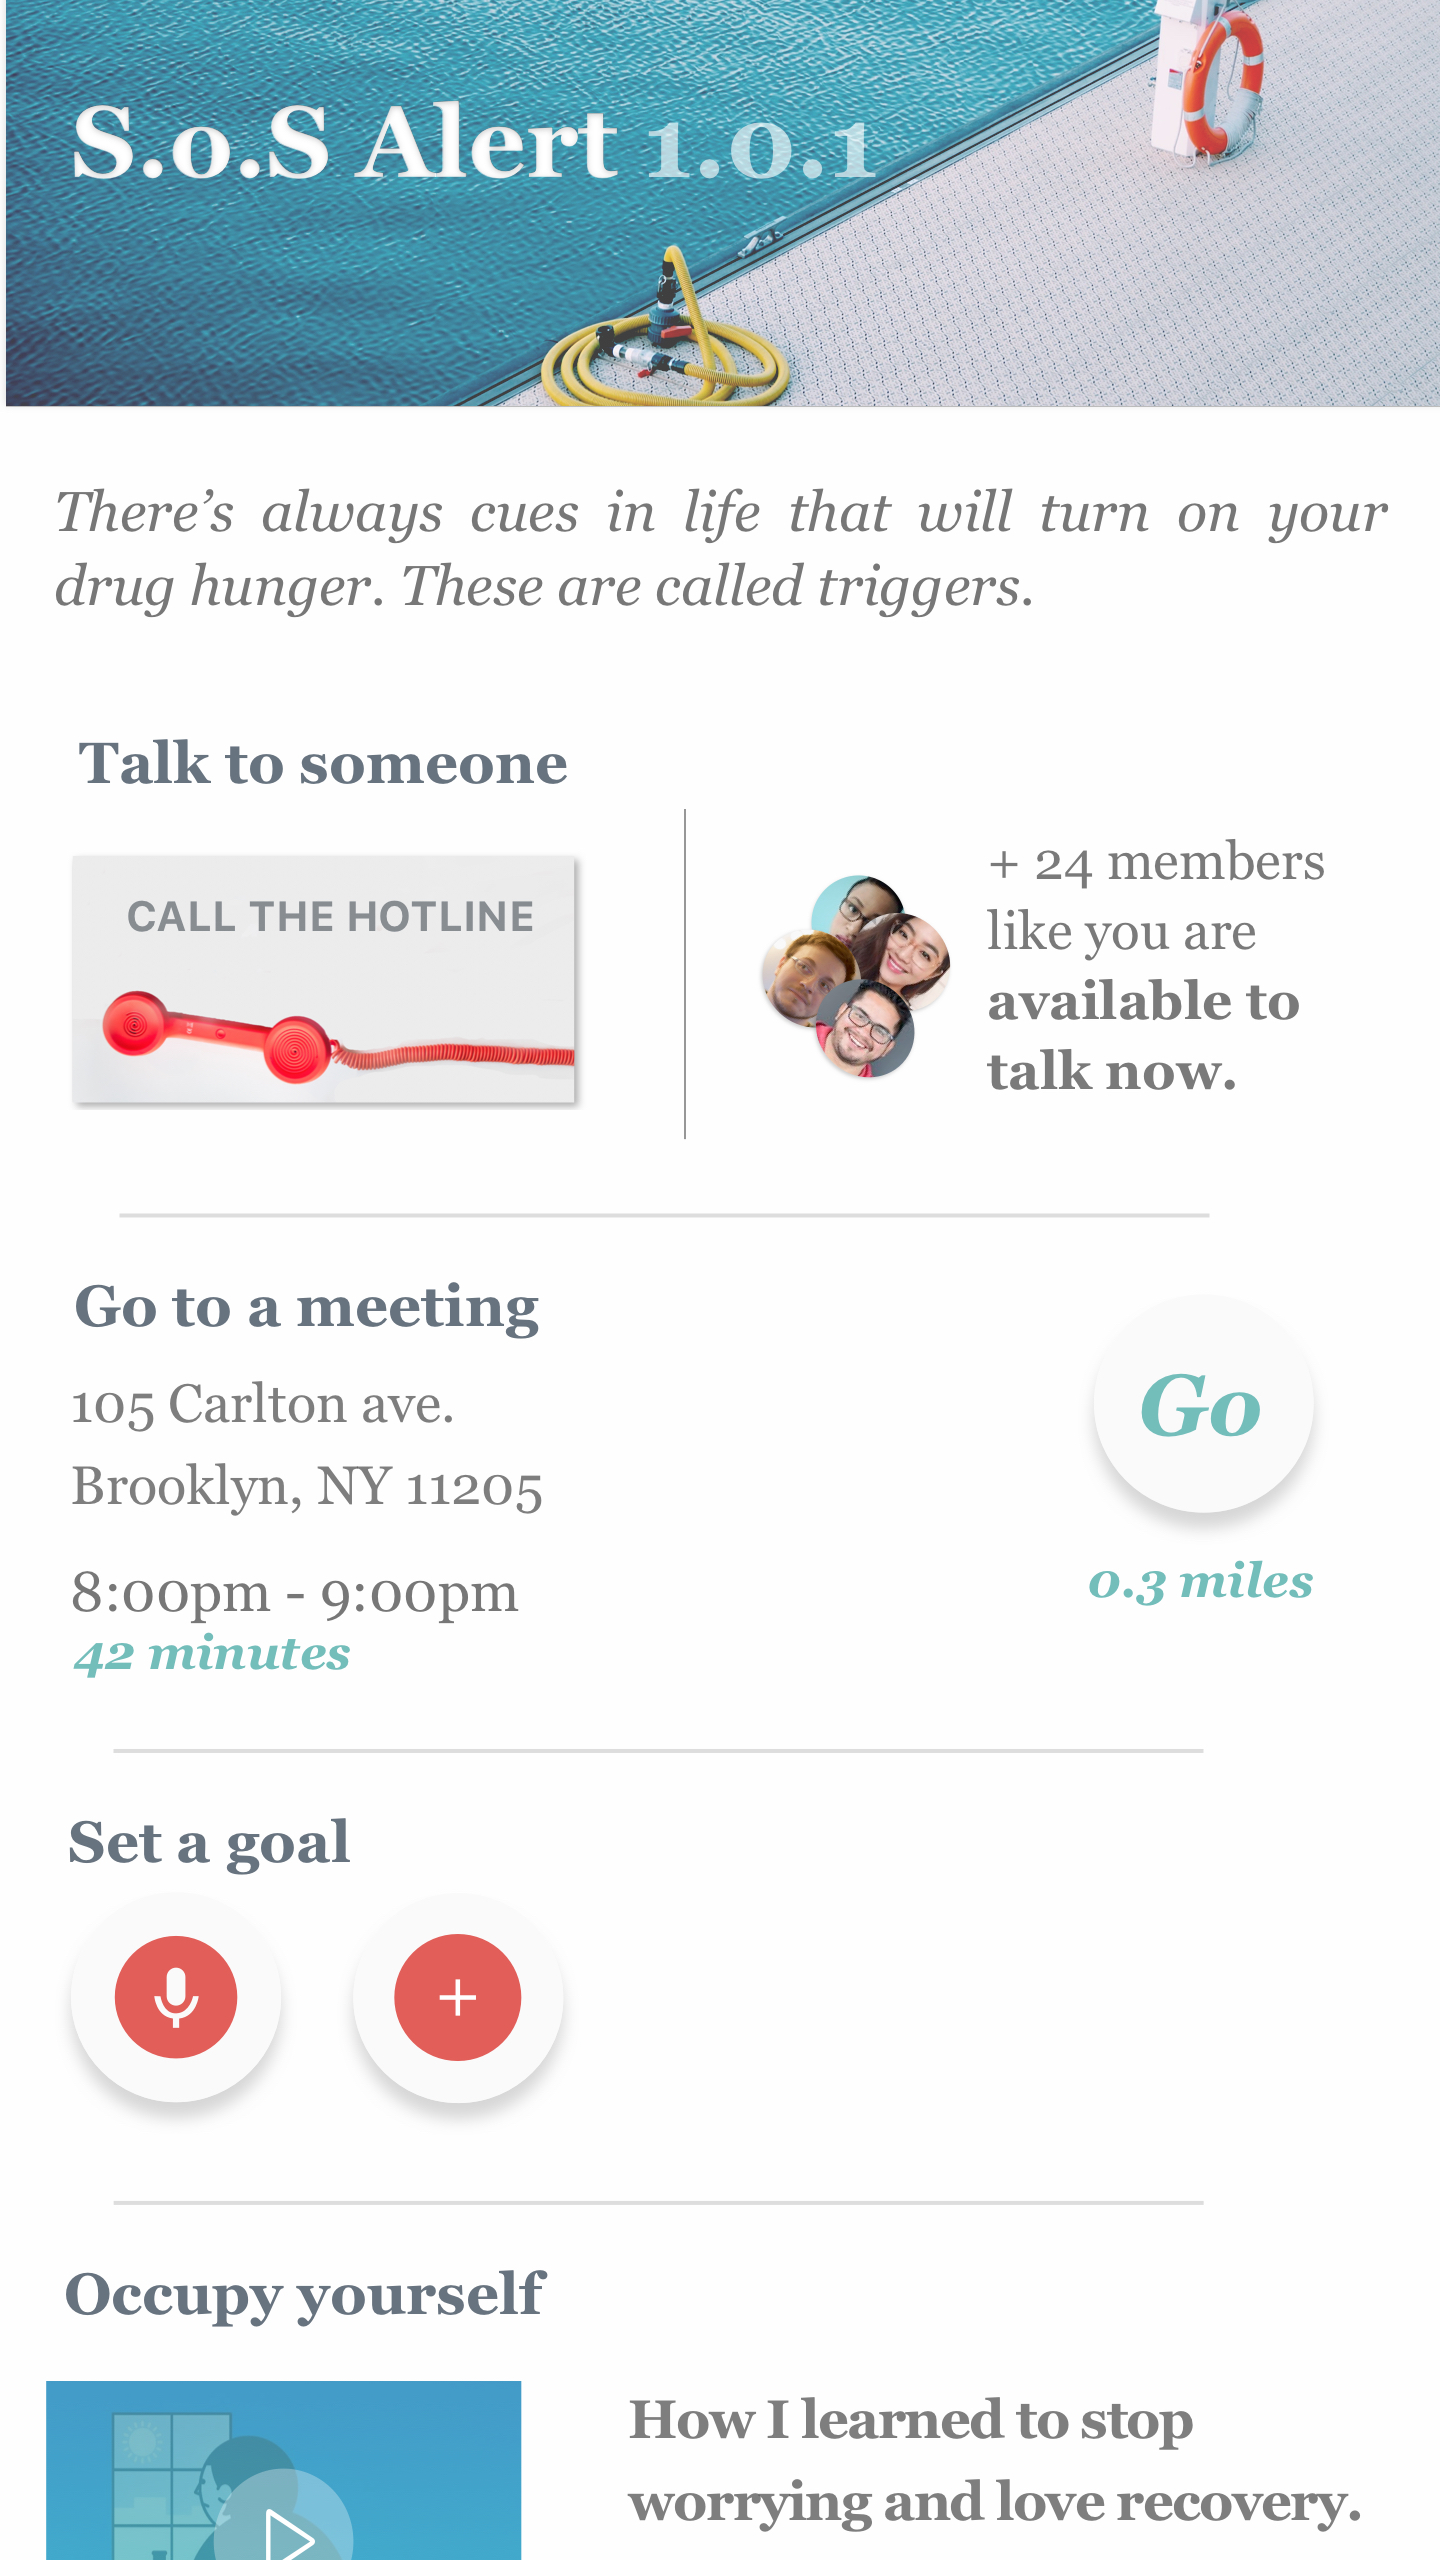 S.o.S Alert 1.0.1
There’s always cues in life that will turn on your
drug hunger. These are called triggers.
Talk to someone
CALL THE HOTLINE
+ 24 members
like you are
available to
talk now.
Go to a meeting
105 Carlton ave.
Brooklyn, NY 11205
8:00pm - 9:00pm
42 minutes
Go
0.3 miles
Set a goal
Occupy yourself
How I learned to stop
worrying and love recovery.